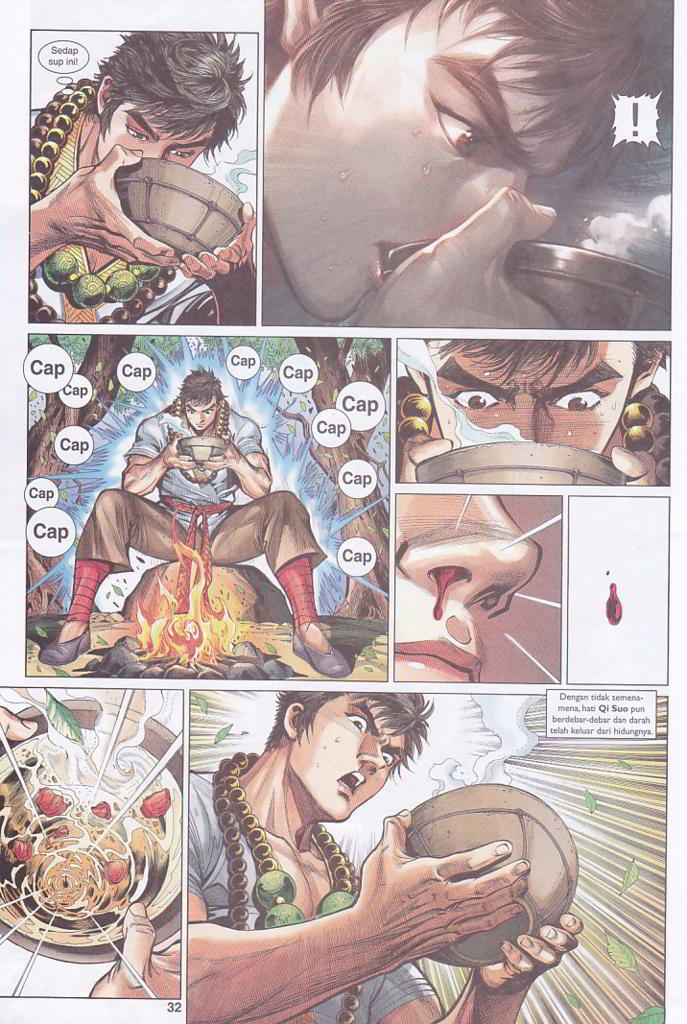 Sedap
sup ini!
!
Cap
Cap
Cap
Cap
Cap
Cap
Cap
Cap
Cap
Cap
Cap
Cap
Dengan tidak semena-
mena, hati Qi Suo pun
berdebar-debar dan darah
telah keluar dari hidungnya.
32